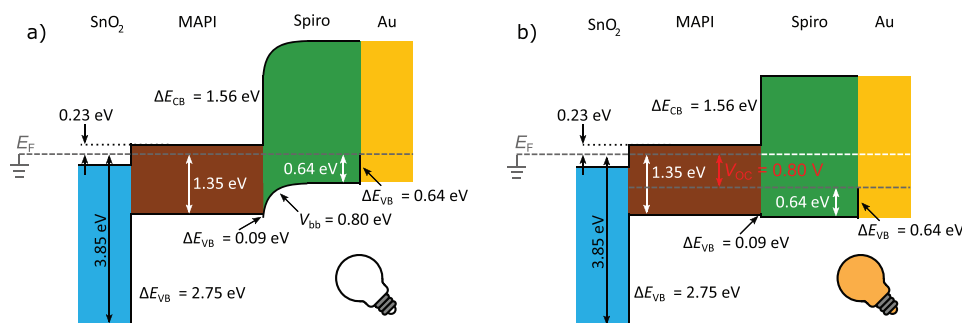 SnO2 MAPI Spiro Au
a)
ΔECB = 1.56 eV
0.23 eV
EF
0.64 eV
1.35 eV
ΔEVB = 0.64 eV
Vbb = 0.80 eV
ΔEVB = 0.09 eV
3.85 eV
ΔEVB = 2.75 eV
SnO2 MAPI Spiro Au
b)
ΔECB = 1.56 eV
0.23 eV
EF
1.35 eV
VOC = 0.80 V
0.64 eV
ΔEVB = 0.64 eV
ΔEVB = 0.09 eV
3.85 eV
ΔEVB = 2.75 eV